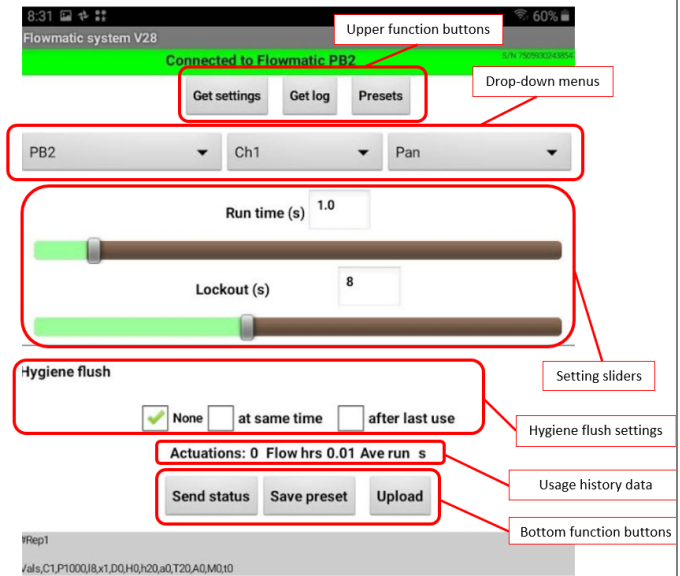 8:31 60%
Upper function buttons
Flowmatic system V28
Connected to Flowmatic PB2
Drop-down menus
Get settings Get log Presets
PB2 Ch1 Pan
Run time (s) 1.0
Lockout (s) 8
Setting sliders
Hygiene flush
Hygiene flush settings
None at same time after last use
Actuations: 0 Flow hrs 0.01 Ave run s
Usage history data
Send status Save preset Upload
Bottom function buttons
#Rep1
Vals,C1,P1000,l8,x1,D0,H0,h20,a0,T20,A0,M0,t0